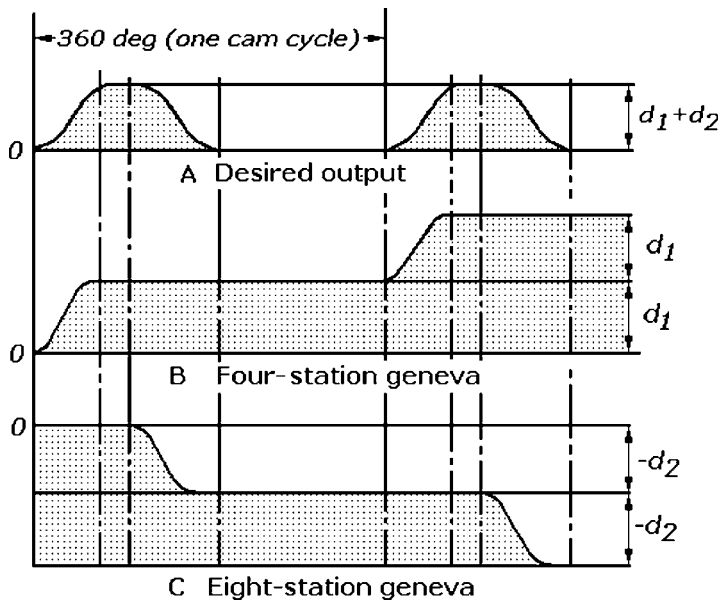 360 deg (one cam cycle)
0
d1+d2
A Desired output
d1
d1
0
B Four-station geneva
0
-d2
-d2
C Eight-station geneva